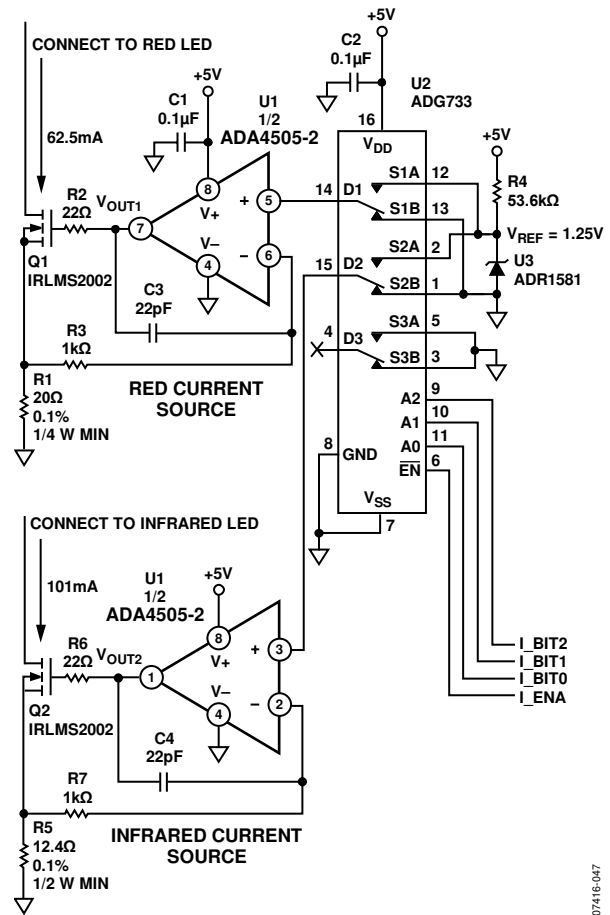 CONNECT TO RED LED
62.5mA
C1
0.1µF
+5V
U1
1/2
ADA4505-2
R2
22Ω
VOUT1
7
8
V+
V–
4
+
5
–
6
Q1
IRLMS2002
C3
22pF
R3
1kΩ
R1
20Ω
0.1%
1/4 W MIN
RED CURRENT
SOURCE
C2
0.1µF
+5V
U2
ADG733
16
VDD
14
D1
S1A
12
S1B
13
S2A
2
15
D2
S2B
1
4
D3
S3A
5
S3B
3
A2
9
A1
10
A0
11
EN
6
8
GND
VSS
7
+5V
R4
53.6kΩ
VREF = 1.25V
U3
ADR1581
CONNECT TO INFRARED LED
101mA
U1
1/2
ADA4505-2
+5V
R6
22Ω
VOUT2
1
8
V+
V–
4
+
3
–
2
Q2
IRLMS2002
C4
22pF
R7
1kΩ
R5
12.4Ω
0.1%
1/2 W MIN
INFRARED CURRENT
SOURCE
I_BIT2
I_BIT1
I_BIT0
I_ENA
07416-047